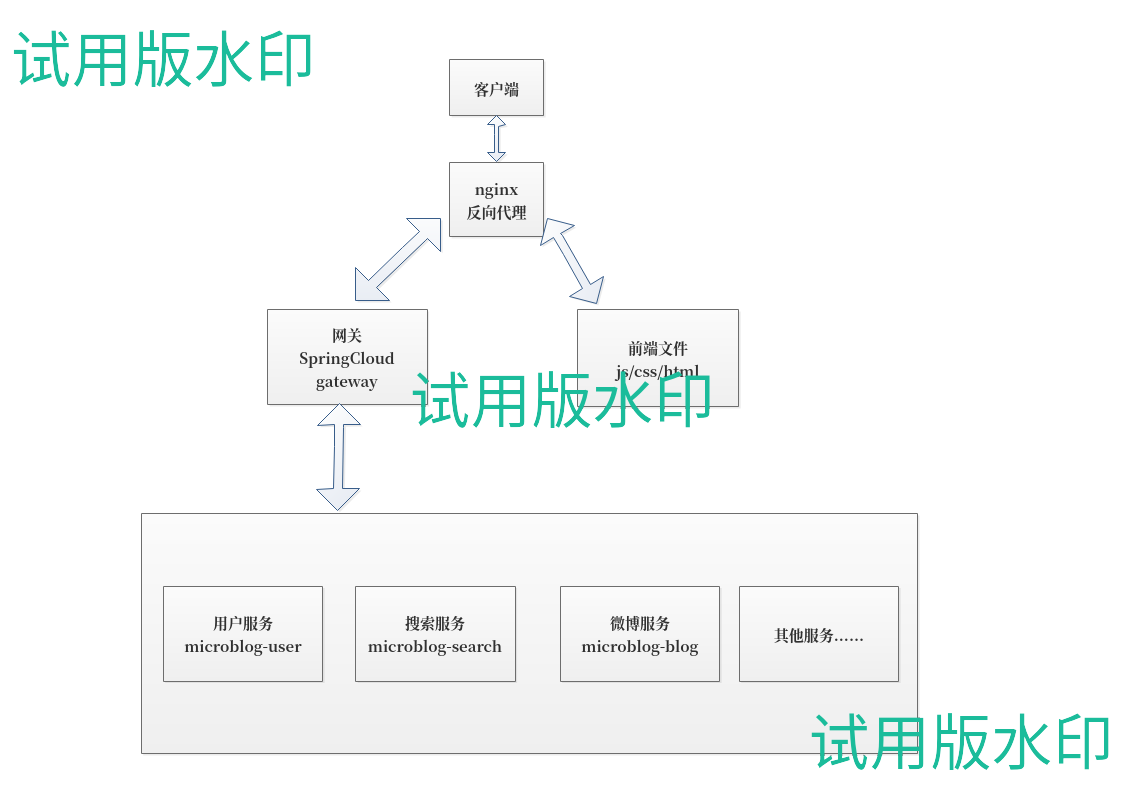 试用版水印
客户端
nginx
反向代理
网关
SpringCloud
gateway
前端文件
js/css/html
试用版水印
用户服务
microblog-user
搜索服务
microblog-search
微博服务
microblog-blog
其他服务......
试用版水印